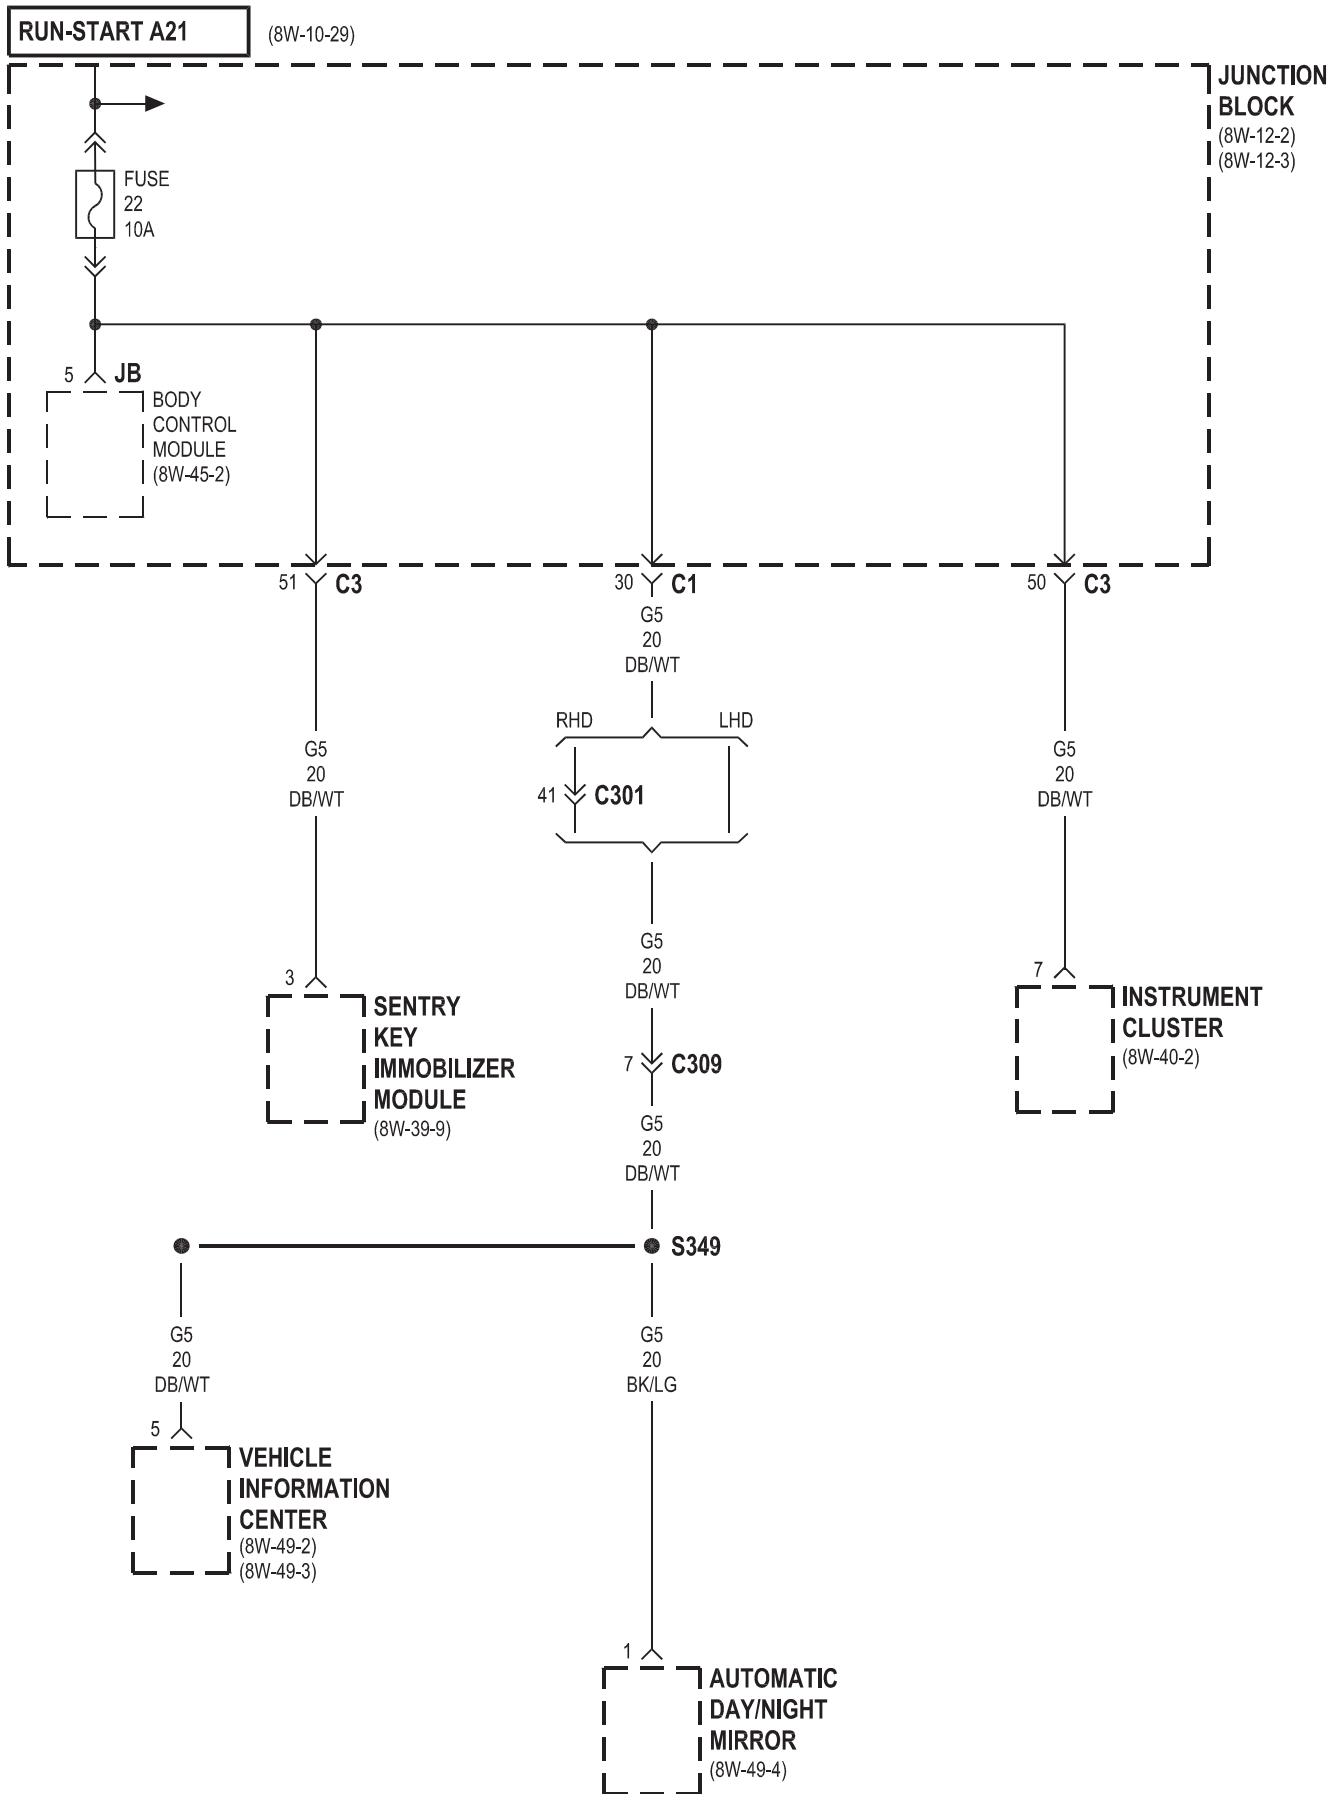 RUN-START A21
(8W-10-29)
JUNCTION
BLOCK
(8W-12-2)
(8W-12-3)
FUSE
22
10A
5 JB
BODY
CONTROL
MODULE
(8W-45-2)
51 C3
30 C1
50 C3
G5
20
DB/WT
RHD
LHD
G5
20
DB/WT
41 C301
G5
20
DB/WT
G5
20
DB/WT
3
SENTRY
KEY
IMMOBILIZER
MODULE
(8W-39-9)
7
INSTRUMENT
CLUSTER
(8W-40-2)
7 C309
G5
20
DB/WT
S349
G5
20
DB/WT
G5
20
BK/LG
5
VEHICLE
INFORMATION
CENTER
(8W-49-2)
(8W-49-3)
1
AUTOMATIC
DAY/NIGHT
MIRROR
(8W-49-4)